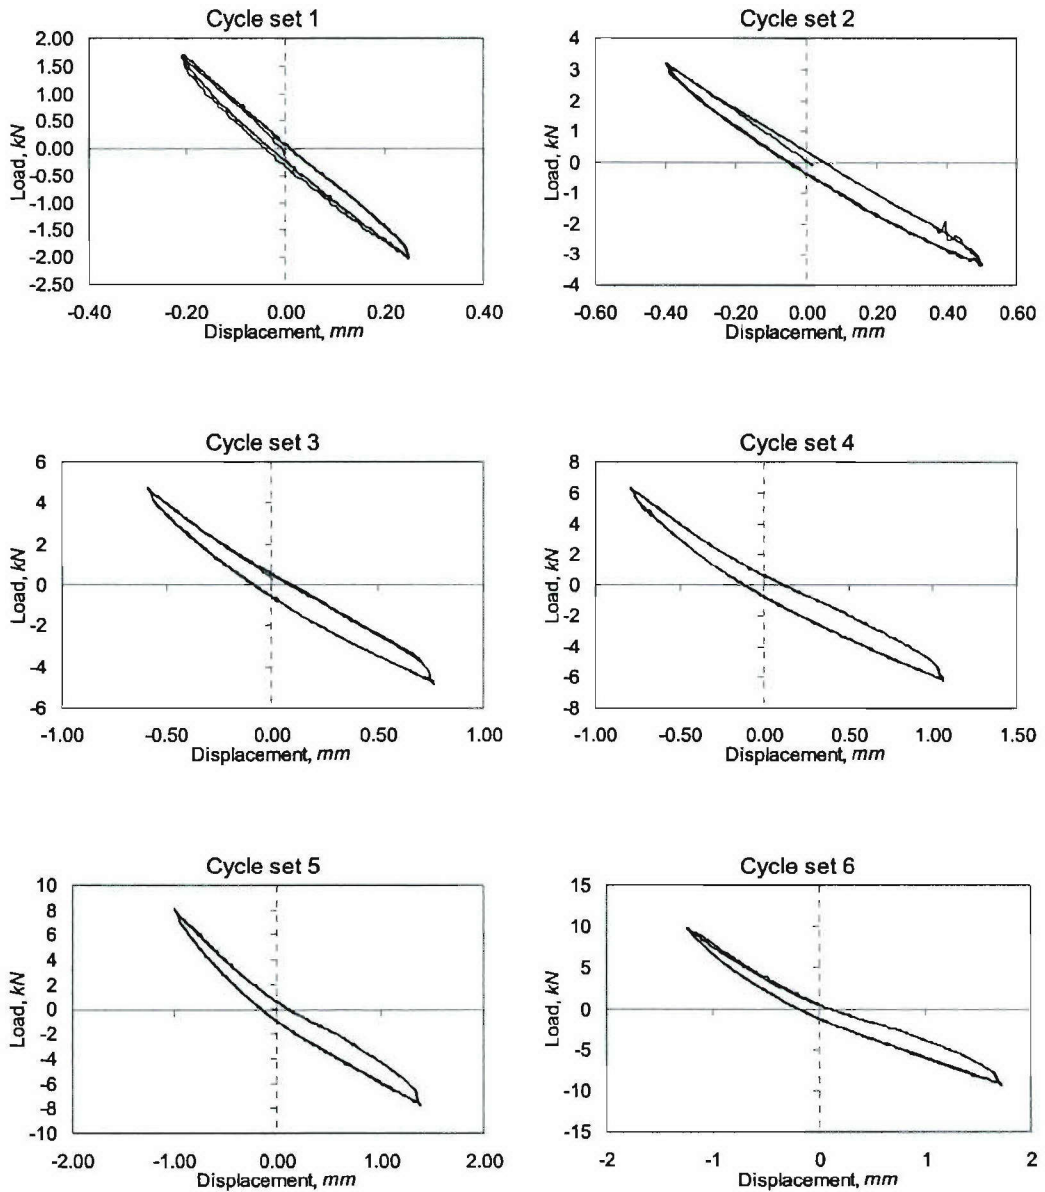 Cycle set 1
2.00
1.50
1.00
0.50
0.00
-0.50
-1.00
-1.50
-2.00
-2.50
Load, kN
-0.40 -0.20 0.00 0.20 0.40
Displacement, mm
Cycle set 2
4
3
2
1
0
-1
-2
-3
-4
Load, kN
-0.60 -0.40 -0.20 0.00 0.20 0.40 0.60
Displacement, mm
Cycle set 3
6
4
2
0
-2
-4
-6
Load, kN
-1.00 -0.50 0.00 0.50 1.00
Displacement, mm
Cycle set 4
8
6
4
2
0
-2
-4
-6
-8
Load, kN
-1.00 -0.50 0.00 0.50 1.00 1.50
Displacement, mm
Cycle set 5
10
8
6
4
2
0
-2
-4
-6
-8
-10
Load, kN
-2.00 -1.00 0.00 1.00 2.00
Displacement, mm
Cycle set 6
15
10
5
0
-5
-10
-15
Load, kN
-2 -1 0 1 2
Displacement, mm